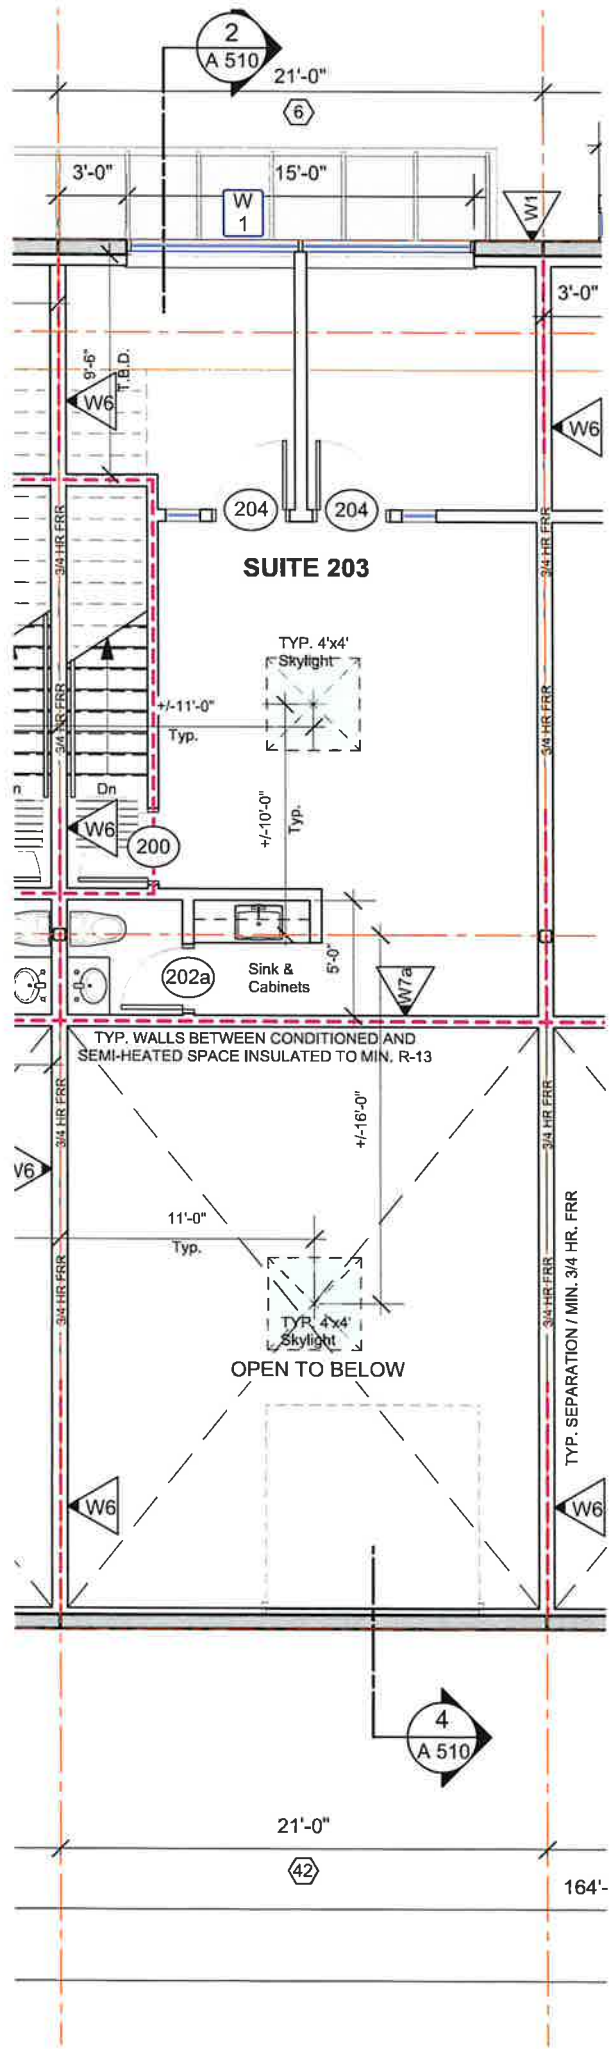 2
A 510
21'-0"
6
3'-0"
15'-0"
W
1
W1
3'-0"
9'-6"
T.B.D.
W6
W6
204
204
3/4 HR FRR
3/4 HR FRR
SUITE 203
TYP. 4'x4'
Skylight
+/-11'-0"
Typ.
3/4 HR FRR
3/4 HR FRR
+/-10'-0"
Typ.
n
Dn
W6
200
202a
Sink &
Cabinets
5'-0"
W7a
TYP. WALLS BETWEEN CONDITIONED AND
SEMI-HEATED SPACE INSULATED TO MIN. R-13
3/4 HR FRR
3/4 HR FRR
+/-16'-0"
W6
11'-0"
Typ.
3/4 HR FRR
3/4 HR FRR
TYP. SEPARATION / MIN. 3/4 HR. FRR
TYP. 4'x4'
Skylight
OPEN TO BELOW
W6
W6
4
A 510
21'-0"
42
164'-